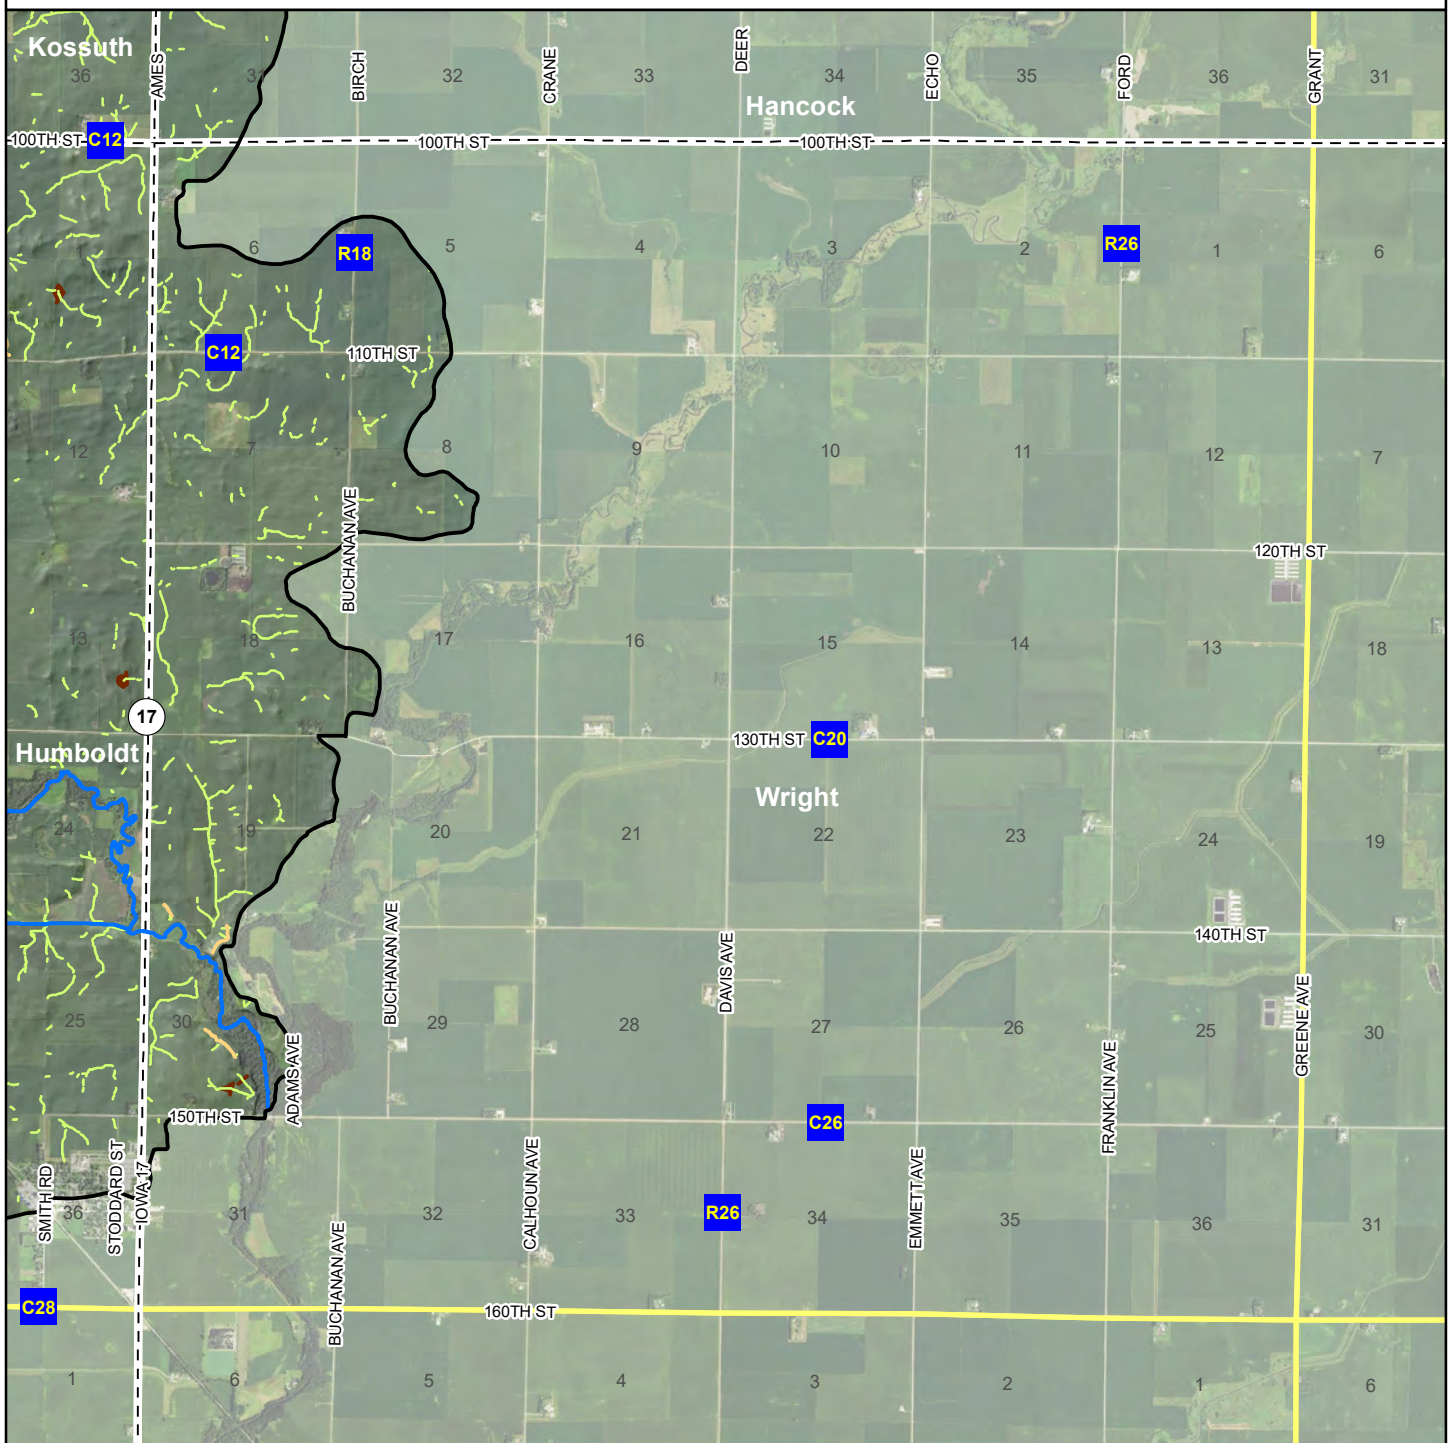 Kossuth
36
AMES
31
BIRCH
32
CRANE
33
DEER
34
ECHO
35
FORD
36
GRANT
31
Hancock
100TH ST
C12
100TH ST
100TH ST
6
R18
5
4
3
2
R26
1
6
C12
110TH ST
12
7
8
9
10
11
12
7
BUCHANAN AVE
120TH ST
13
18
17
16
15
14
13
18
17
130TH ST
C20
Humboldt
Wright
24
19
20
21
22
23
24
19
BUCHANAN AVE
DAVIS AVE
140TH ST
25
30
29
28
27
26
25
30
ADAMS AVE
FRANKLIN AVE
GREENE AVE
150TH ST
C26
SMITH RD
STODDARD ST
IOWA 17
CALHOUN AVE
EMMETT AVE
36
31
32
33
R26
34
35
36
31
BUCHANAN AVE
C28
160TH ST
1
6
5
4
3
2
1
6